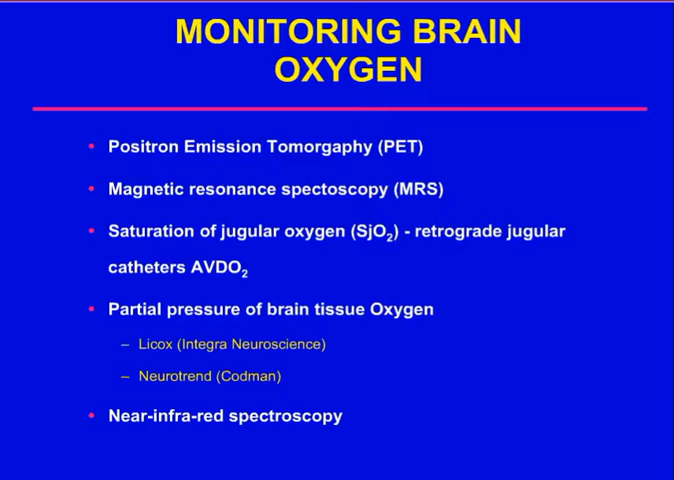 MONITORING BRAIN
OXYGEN
• Positron Emission Tomorgaphy (PET)
• Magnetic resonance spectoscopy (MRS)
• Saturation of jugular oxygen (SjO₂) - retrograde jugular
catheters AVDO₂
• Partial pressure of brain tissue Oxygen
– Licox (Integra Neuroscience)
– Neurotrend (Codman)
• Near-infra-red spectroscopy